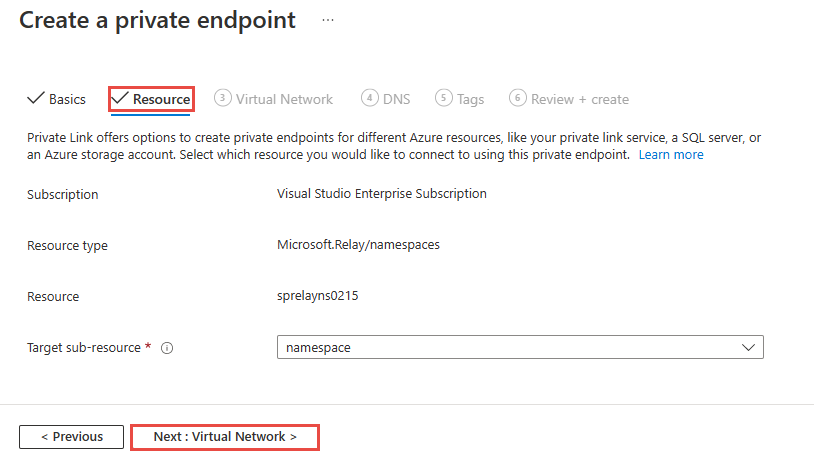 Create a private endpoint ...
Basics Resource 3 Virtual Network 4 DNS 5 Tags 6 Review + create
Private Link offers options to create private endpoints for different Azure resources, like your private link service, a SQL server, or
an Azure storage account. Select which resource you would like to connect to using this private endpoint. Learn more
Subscription Visual Studio Enterprise Subscription
Resource type Microsoft.Relay/namespaces
Resource sprelayns0215
Target sub-resource * i namespace
< Previous Next : Virtual Network >